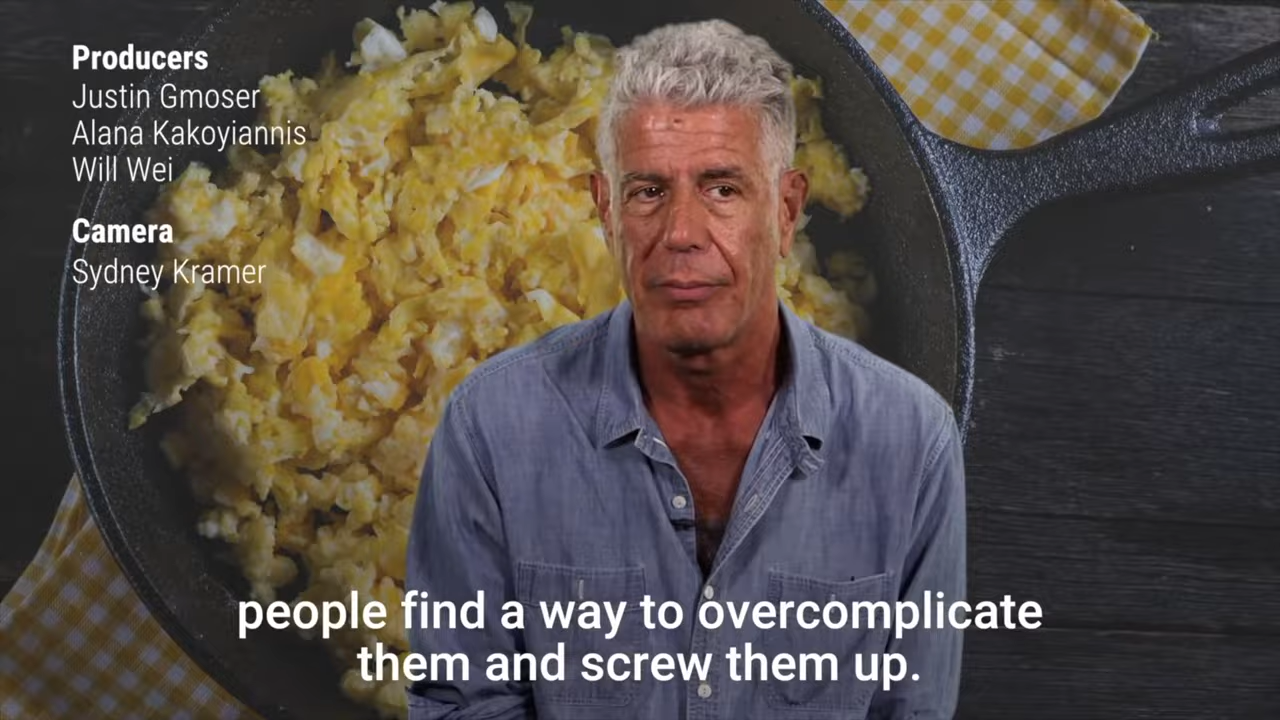 Producers
Justin Gmoser
Alana Kakoyiannis
Will Wei
Camera
Sydney Kramer
people find a way to overcomplicate
them and screw them up.